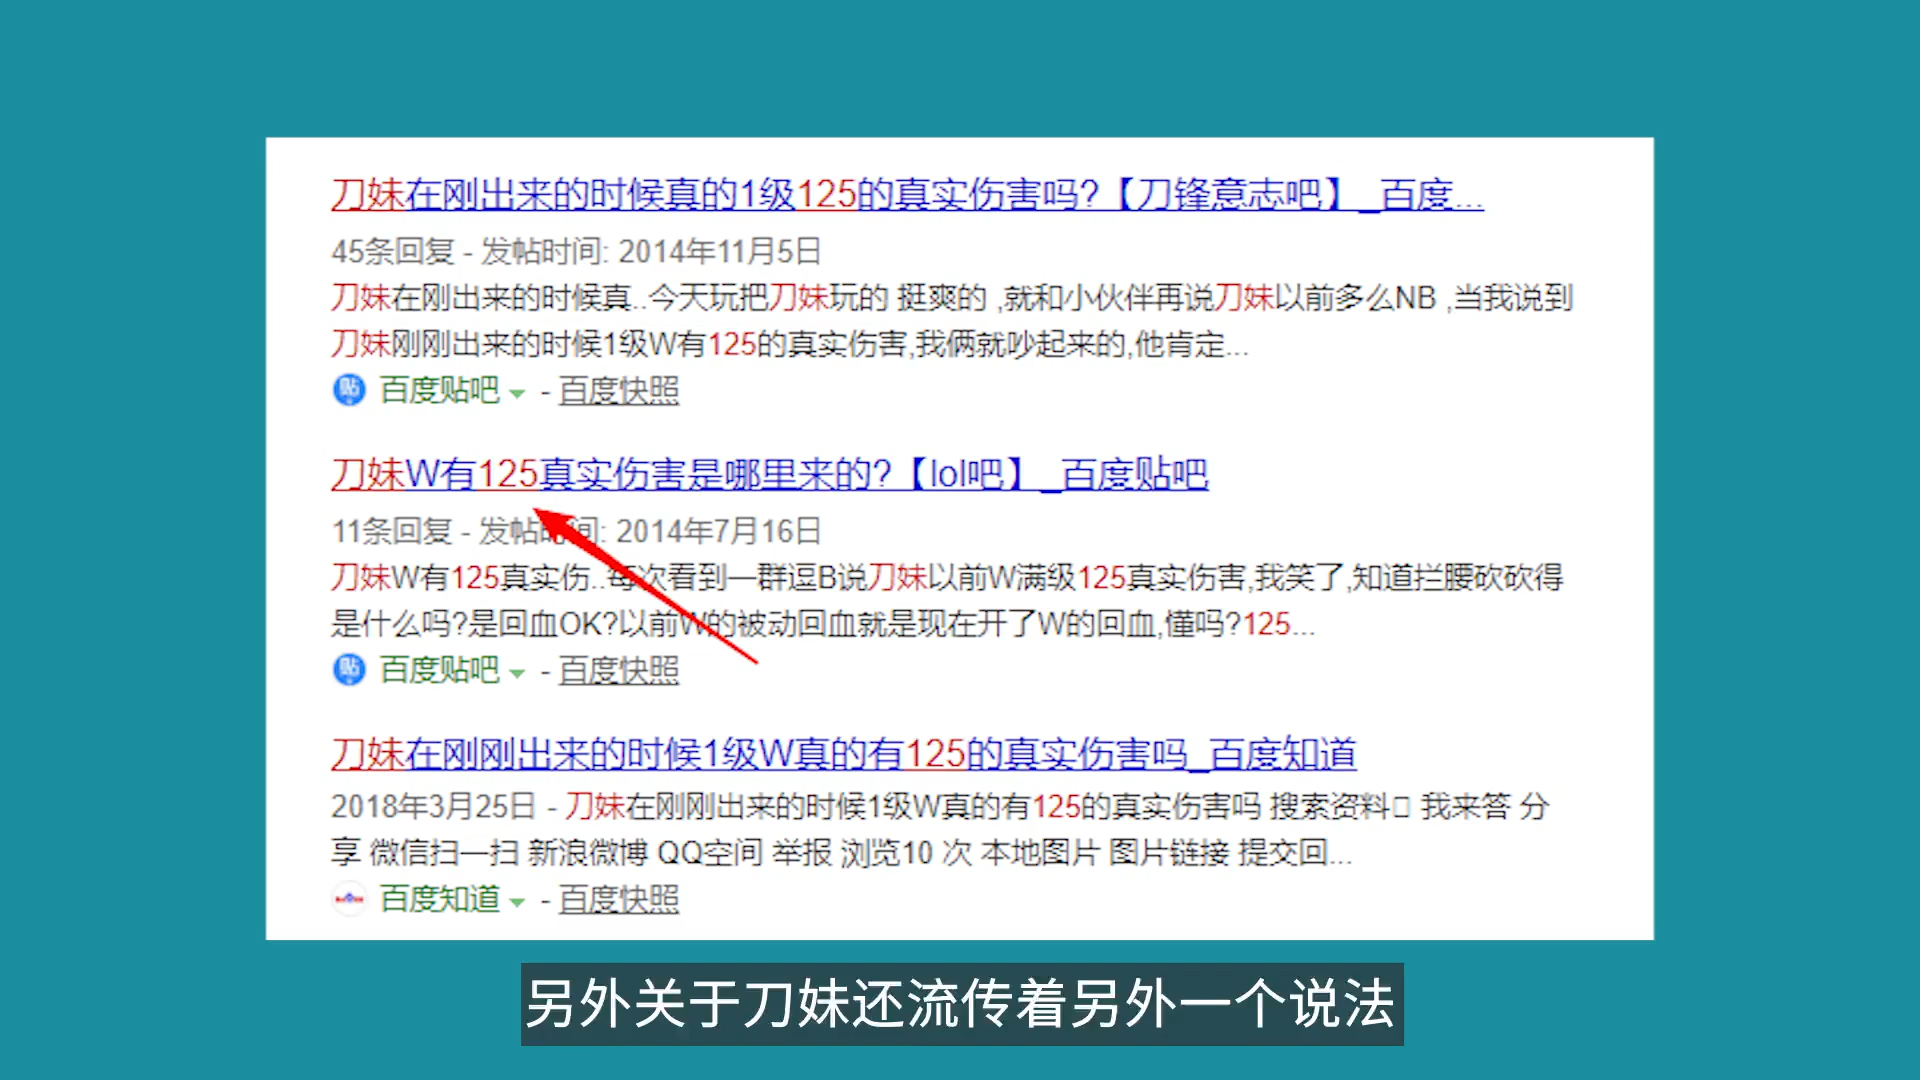 刀妹在刚出来的时候真的1级125的真实伤害吗?【刀锋意志吧】_百度...
45条回复 - 发帖时间: 2014年11月5日
刀妹在刚出来的时候真..今天玩把刀妹玩的 挺爽的 ,就和小伙伴再说刀妹以前多么NB ,当我说到
刀妹刚刚出来的时候1级W有125的真实伤害,我俩就吵起来的,他肯定...
贴 百度贴吧 - 百度快照
刀妹W有125真实伤害是哪里来的?【lol吧】_百度贴吧
11条回复 - 发帖时间: 2014年7月16日
刀妹W有125真实伤..每次看到一群逗B说刀妹以前W满级125真实伤害,我笑了,知道拦腰砍砍得
是什么吗?是回血OK?以前W的被动回血就是现在开了W的回血,懂吗?125...
贴 百度贴吧 - 百度快照
刀妹在刚刚出来的时候1级W真的有125的真实伤害吗_百度知道
2018年3月25日 - 刀妹在刚刚出来的时候1级W真的有125的真实伤害吗 搜索资料 我来答 分
享 微信扫一扫 新浪微博 QQ空间 举报 浏览10 次 本地图片 图片链接 提交回...
百度知道 - 百度快照
另外关于刀妹还流传着另外一个说法